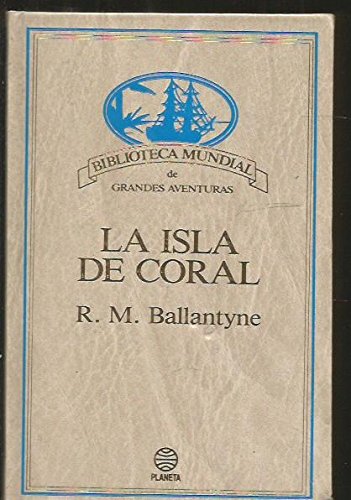 BIBLIOTECA MUNDIAL
de
GRANDES AVENTURAS
LA ISLA
DE CORAL
R. M. Ballantyne
PLANETA